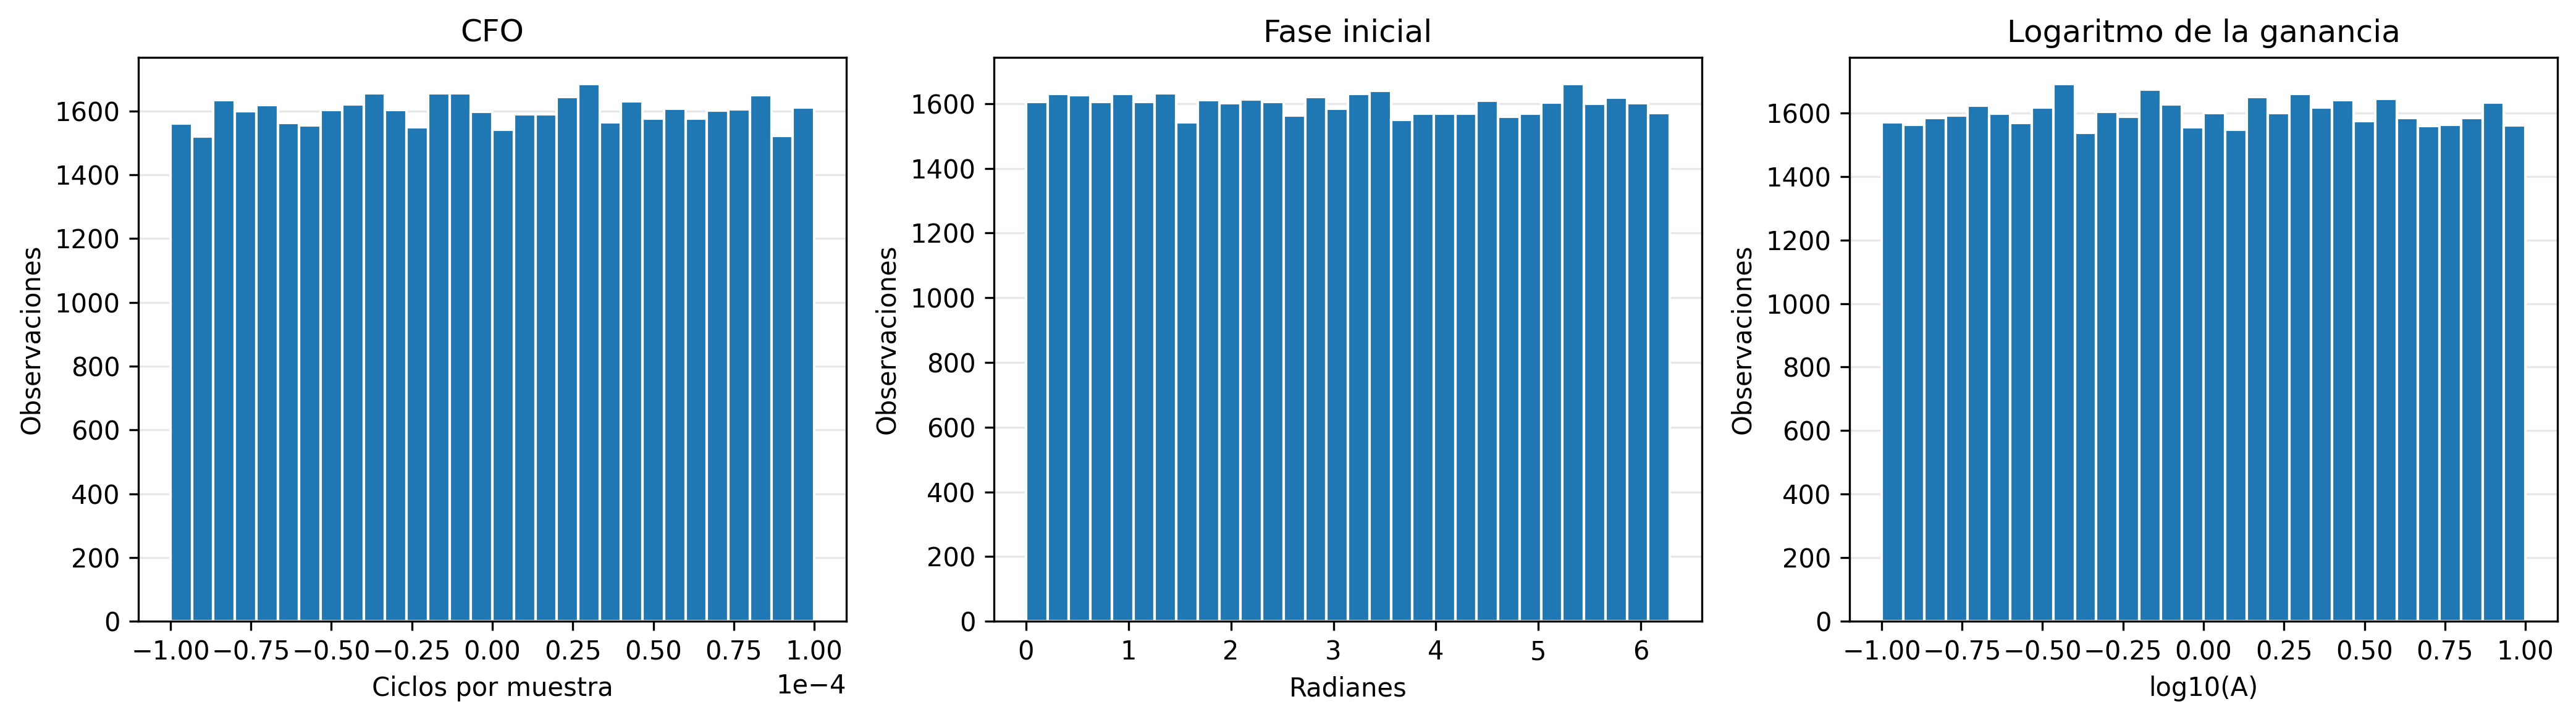 CFO
Observaciones
1600
1400
1200
1000
800
600
400
200
0
−1.00 −0.75 −0.50 −0.25 0.00 0.25 0.50 0.75 1.00
Ciclos por muestra
1e−4
Fase inicial
Observaciones
1600
1400
1200
1000
800
600
400
200
0
0 1 2 3 4 5 6
Radianes
Logaritmo de la ganancia
Observaciones
1600
1400
1200
1000
800
600
400
200
0
−1.00 −0.75 −0.50 −0.25 0.00 0.25 0.50 0.75 1.00
log10(A)